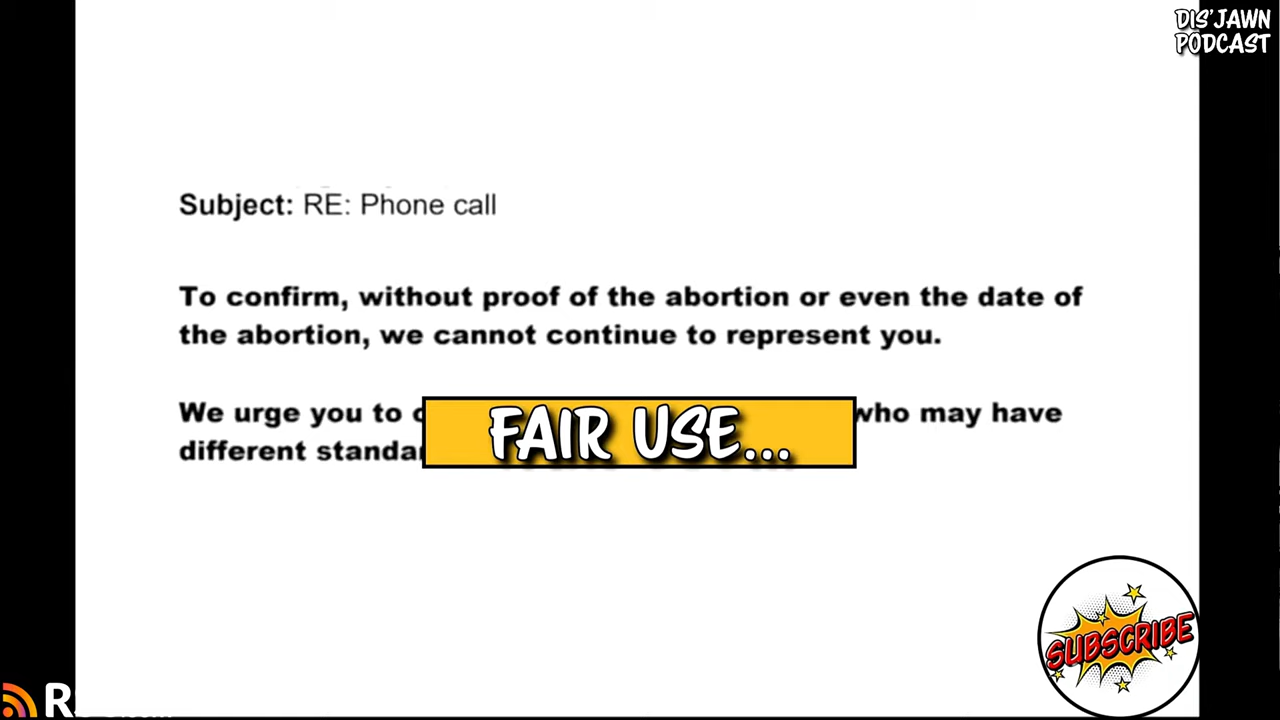 DIS'JAWN
PODCAST
Subject: RE: Phone call
To confirm, without proof of the abortion or even the date of
the abortion, we cannot continue to represent you.
We urge you to who may have
different
FAIR USE...
SUBSCRIBE